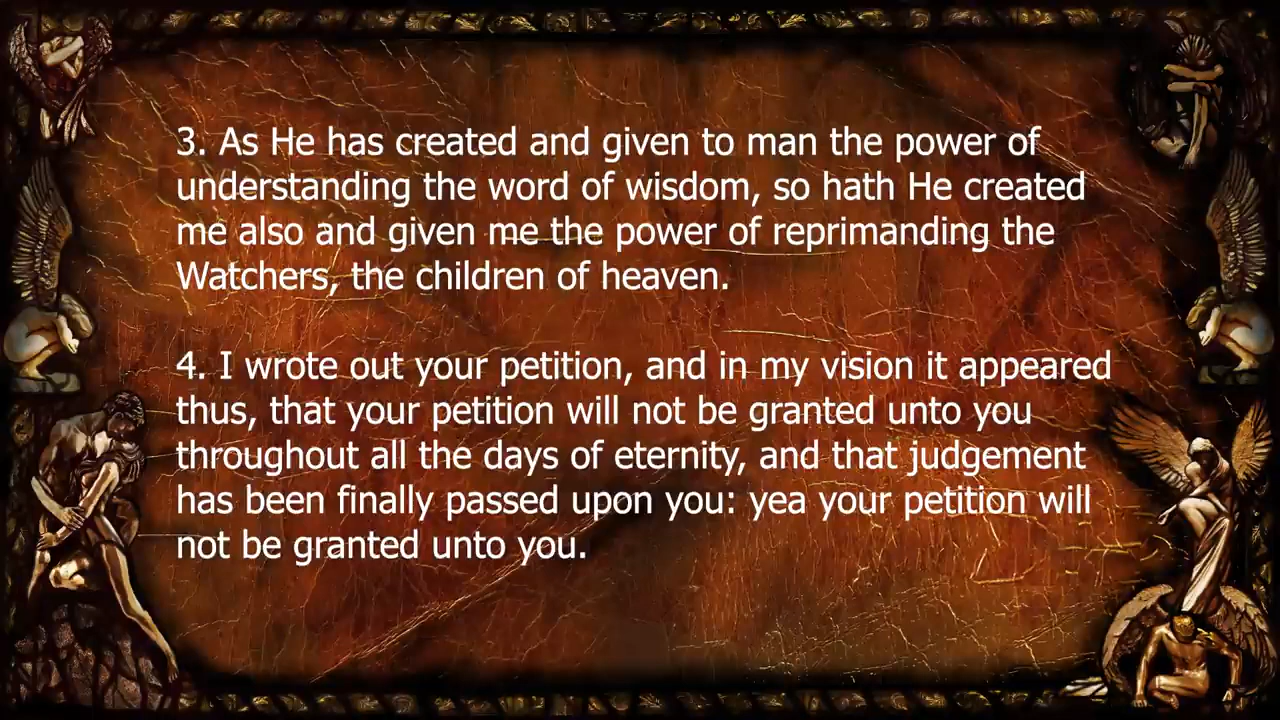 3. As He has created and given to man the power of
understanding the word of wisdom, so hath He created
me also and given me the power of reprimanding the
Watchers, the children of heaven.
4. I wrote out your petition, and in my vision it appeared
thus, that your petition will not be granted unto you
throughout all the days of eternity, and that judgement
has been finally passed upon you: yea your petition will
not be granted unto you.